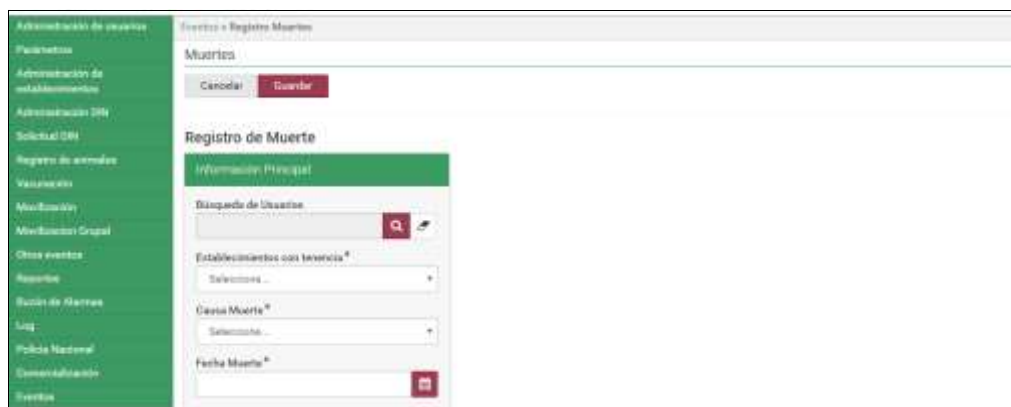 Administración de usuarios
Parámetros
Administración de
establecimientos
Administración DIN
Solicitud DIN
Registro de animales
Vacunación
Movilización
Movilizacion Grupal
Otros eventos
Reportes
Buzón de Alarmas
Log
Policía Nacional
Comercialización
Eventos
Eventos » Registro Muertes
Muertes
Cancelar Guardar
Registro de Muerte
Información Principal
Búsqueda de Usuarios
Establecimientos con tenencia*
Seleccione...
Causa Muerte*
Seleccione...
Fecha Muerte*